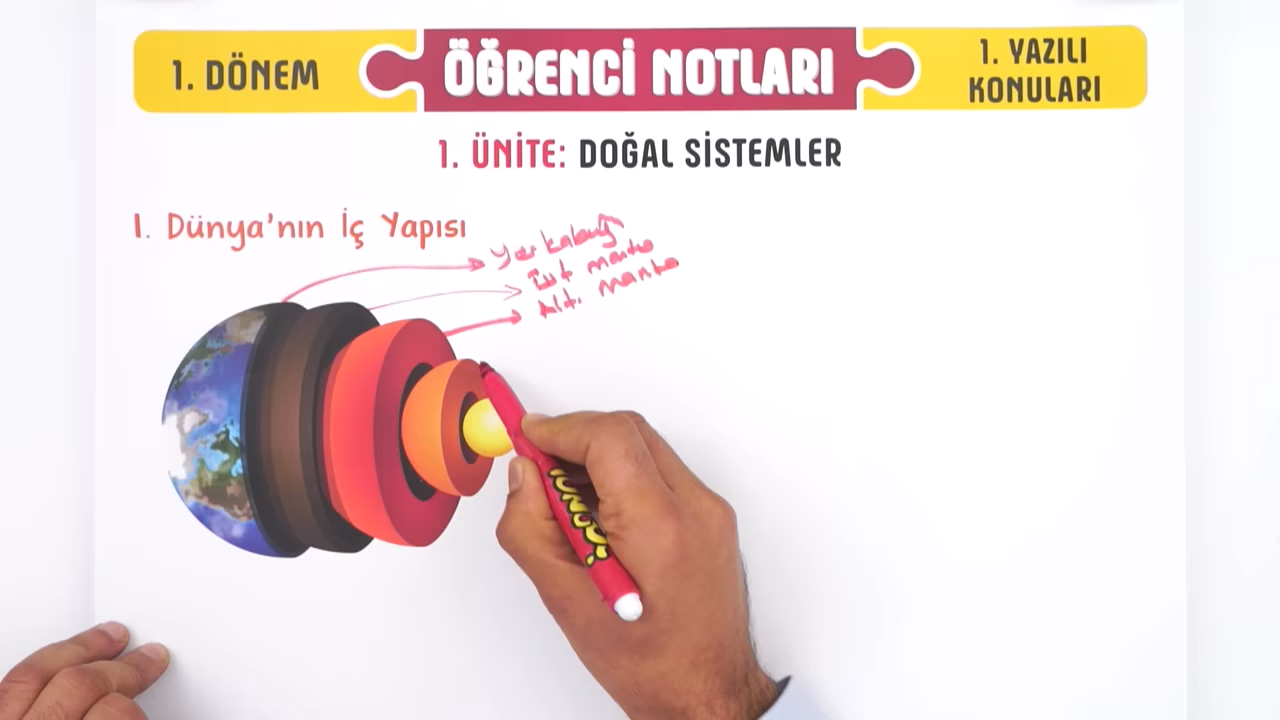 1. DÖNEM
ÖĞRENCİ NOTLARI
1. YAZILI
KONULARI
1. ÜNİTE: DOĞAL SİSTEMLER
1. Dünya'nın İç Yapısı
Yer kabuğu
Üst manto
Alt. manto